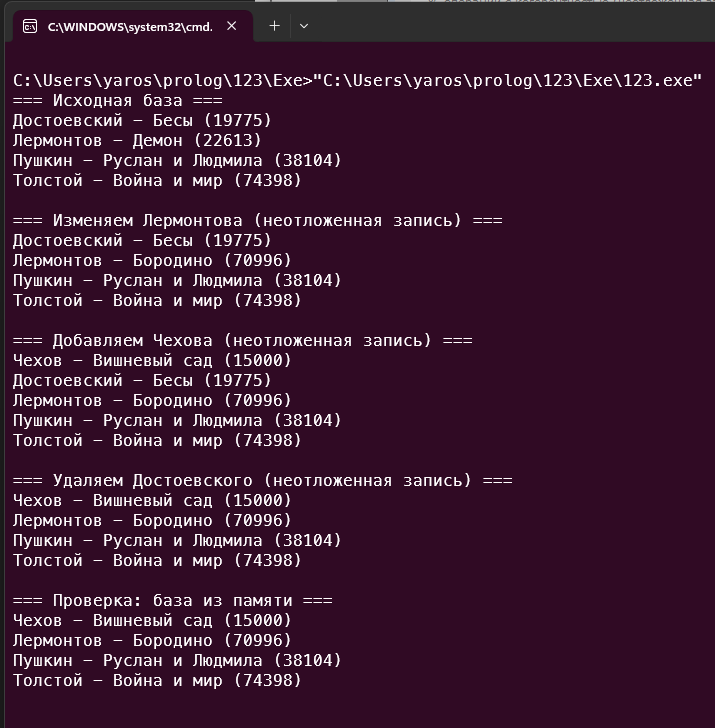 C:\WINDOWS\system32\cmd.
C:\Users\yaros\prolog\123\Exe>"C:\Users\yaros\prolog\123\Exe\123.exe"
=== Исходная база ===
Достоевский – Бесы (19775)
Лермонтов – Демон (22613)
Пушкин – Руслан и Людмила (38104)
Толстой – Война и мир (74398)
=== Изменяем Лермонтова (неотложенная запись) ===
Достоевский – Бесы (19775)
Лермонтов – Бородино (70996)
Пушкин – Руслан и Людмила (38104)
Толстой – Война и мир (74398)
=== Добавляем Чехова (неотложенная запись) ===
Чехов – Вишневый сад (15000)
Достоевский – Бесы (19775)
Лермонтов – Бородино (70996)
Пушкин – Руслан и Людмила (38104)
Толстой – Война и мир (74398)
=== Удаляем Достоевского (неотложенная запись) ===
Чехов – Вишневый сад (15000)
Лермонтов – Бородино (70996)
Пушкин – Руслан и Людмила (38104)
Толстой – Война и мир (74398)
=== Проверка: база из памяти ===
Чехов – Вишневый сад (15000)
Лермонтов – Бородино (70996)
Пушкин – Руслан и Людмила (38104)
Толстой – Война и мир (74398)